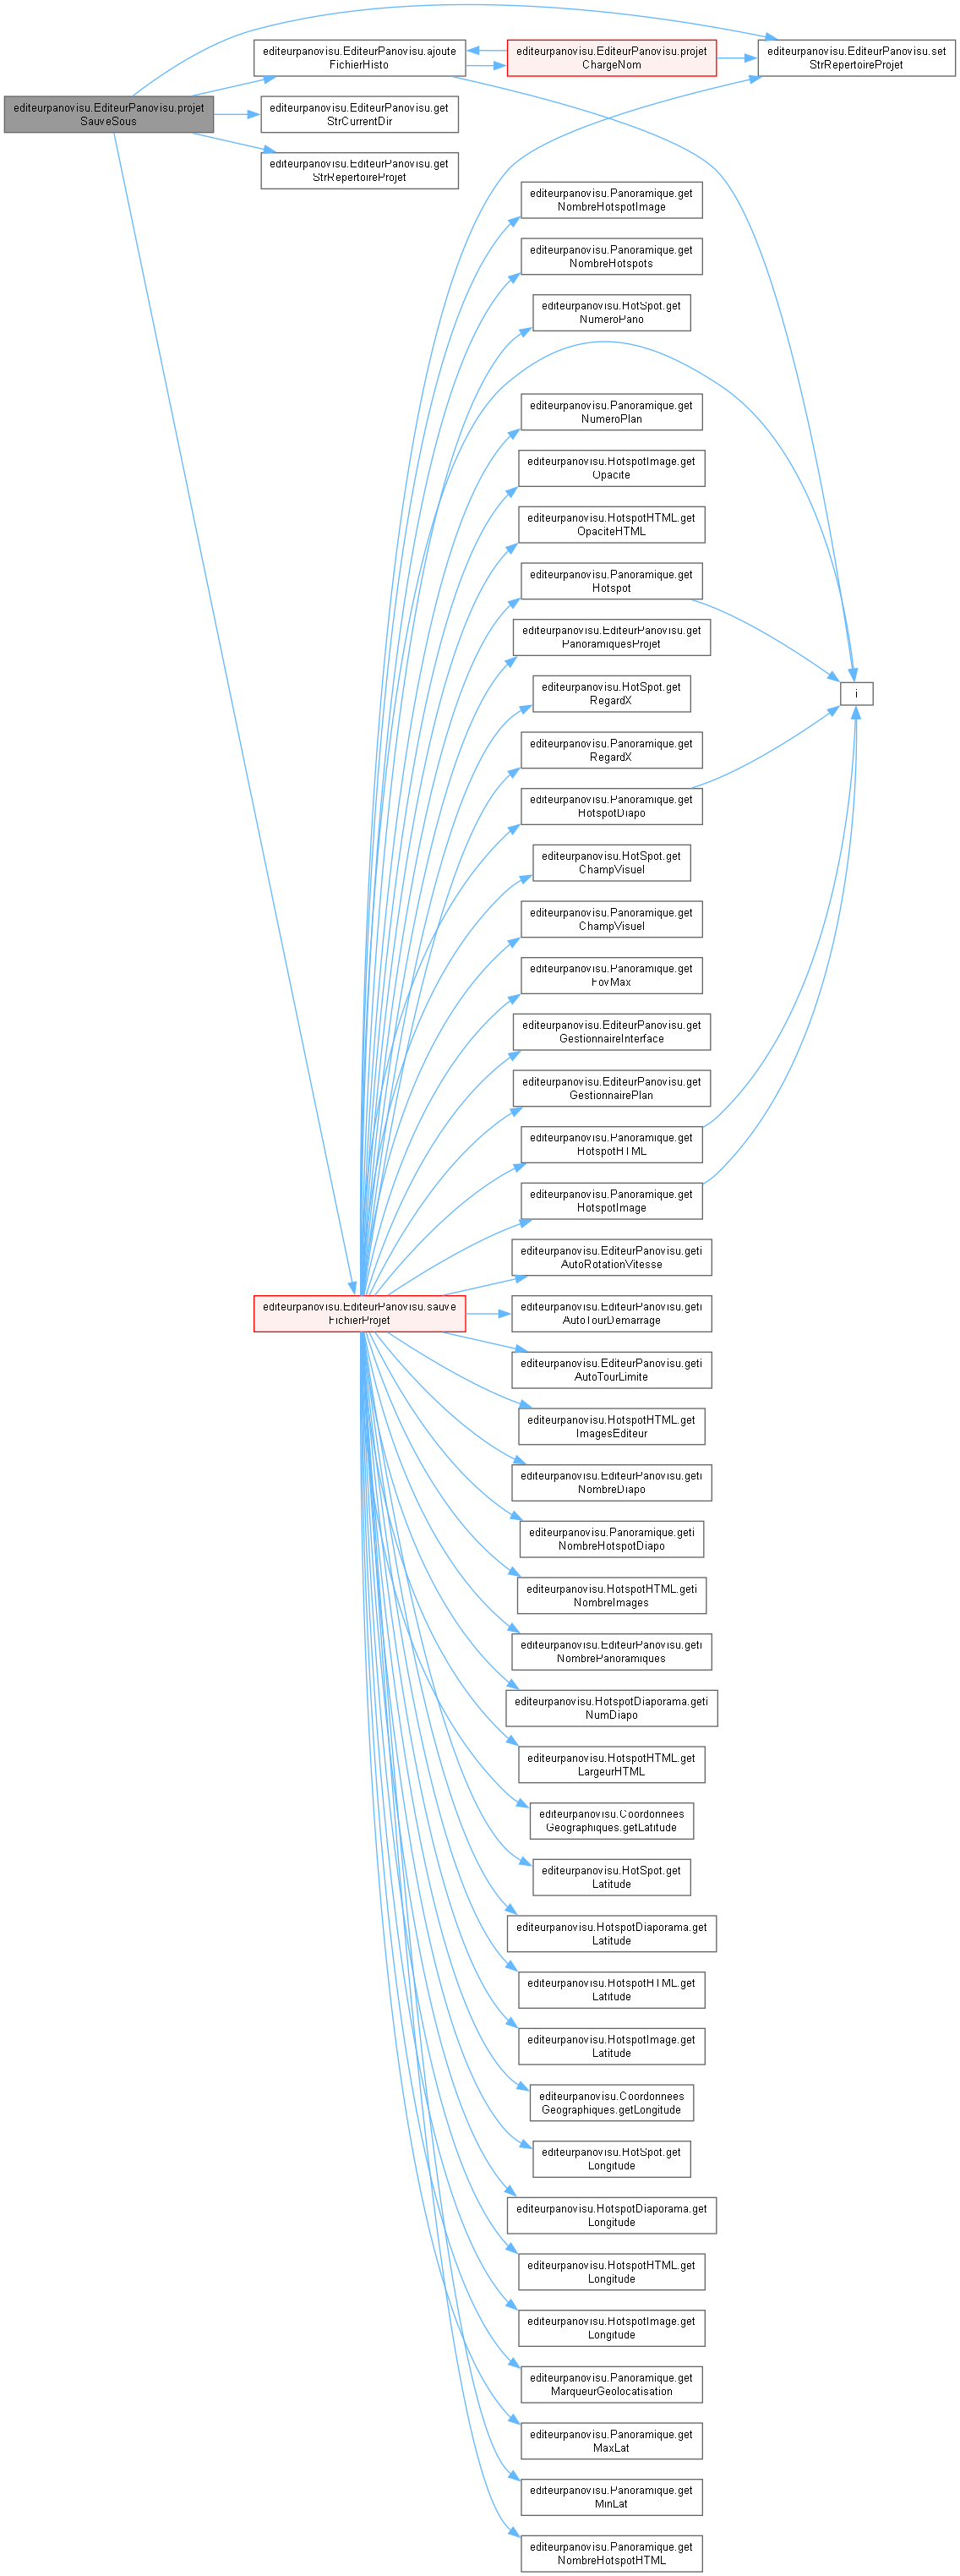 editeurpanovisu.EditeurPanovisu.projet
SauveSous
editeurpanovisu.EditeurPanovisu.ajoute
FichierHisto
editeurpanovisu.EditeurPanovisu.projet
ChargeNom
editeurpanovisu.EditeurPanovisu.set
StrRepertoireProjet
editeurpanovisu.EditeurPanovisu.get
StrCurrentDir
editeurpanovisu.EditeurPanovisu.get
StrRepertoireProjet
editeurpanovisu.Panoramique.get
NombreHotspotImage
editeurpanovisu.Panoramique.get
NombreHotspots
editeurpanovisu.HotSpot.get
NumeroPano
editeurpanovisu.Panoramique.get
NumeroPlan
editeurpanovisu.HotspotImage.get
Opacite
editeurpanovisu.HotspotHTML.get
OpaciteHTML
editeurpanovisu.Panoramique.get
Hotspot
editeurpanovisu.EditeurPanovisu.get
PanoramiquesProjet
editeurpanovisu.HotSpot.get
RegardX
i
editeurpanovisu.Panoramique.get
RegardX
editeurpanovisu.Panoramique.get
HotspotDiapo
editeurpanovisu.HotSpot.get
ChampVisuel
editeurpanovisu.Panoramique.get
ChampVisuel
editeurpanovisu.Panoramique.get
FovMax
editeurpanovisu.EditeurPanovisu.get
GestionnaireInterface
editeurpanovisu.EditeurPanovisu.get
GestionnairePlan
editeurpanovisu.Panoramique.get
HotspotHTML
editeurpanovisu.Panoramique.get
HotspotImage
editeurpanovisu.EditeurPanovisu.geti
AutoRotationVitesse
editeurpanovisu.EditeurPanovisu.sauve
FichierProjet
editeurpanovisu.EditeurPanovisu.geti
AutoTourDemarrage
editeurpanovisu.EditeurPanovisu.geti
AutoTourLimite
editeurpanovisu.HotspotHTML.get
ImagesEditeur
editeurpanovisu.EditeurPanovisu.geti
NombreDiapo
editeurpanovisu.Panoramique.geti
NombreHotspotDiapo
editeurpanovisu.HotspotHTML.geti
NombreImages
editeurpanovisu.EditeurPanovisu.geti
NombrePanoramiques
editeurpanovisu.HotspotDiaporama.geti
NumDiapo
editeurpanovisu.HotspotHTML.get
LargeurHTML
editeurpanovisu.Coordonnees
Geographiques.getLatitude
editeurpanovisu.HotSpot.get
Latitude
editeurpanovisu.HotspotDiaporama.get
Latitude
editeurpanovisu.HotspotHTML.get
Latitude
editeurpanovisu.HotspotImage.get
Latitude
editeurpanovisu.Coordonnees
Geographiques.getLongitude
editeurpanovisu.HotSpot.get
Longitude
editeurpanovisu.HotspotDiaporama.get
Longitude
editeurpanovisu.HotspotHTML.get
Longitude
editeurpanovisu.HotspotImage.get
Longitude
editeurpanovisu.Panoramique.get
MarqueurGeolocatisation
editeurpanovisu.Panoramique.get
MaxLat
editeurpanovisu.Panoramique.get
MinLat
editeurpanovisu.Panoramique.get
NombreHotspotHTML